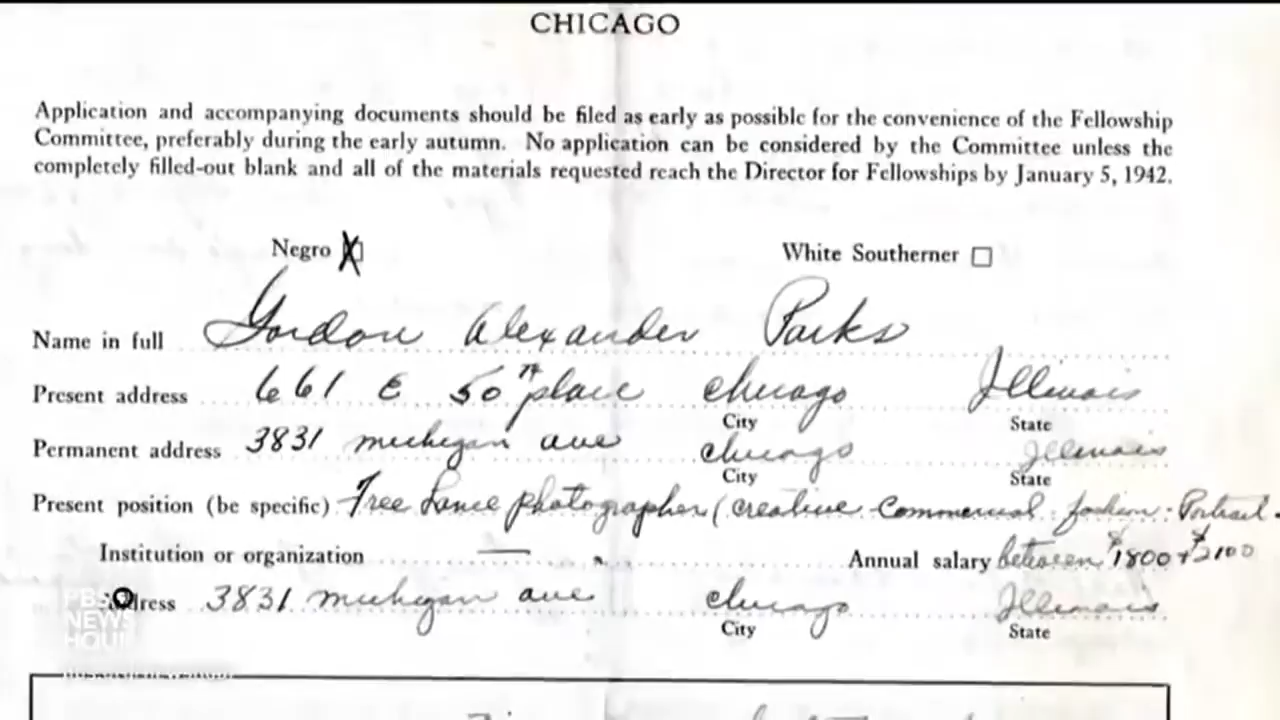 CHICAGO
Application and accompanying documents should be filed as early as possible for the convenience of the Fellowship
Committee, preferably during the early autumn. No application can be considered by the Committee unless the
completely filled-out blank and all of the materials requested reach the Director for Fellowships by January 5, 1942.
Negro X White Southerner
Name in full Gordon Alexander Parks
Present address 661 E 50th place Chicago Illinois
City State
Permanent address 3831 michigan ave Chicago Illinois
City State
Present position (be specific) Free Lance photographer (creative Commercial fashion - Portrait -
Institution or organization — Annual salary between $1800 + $2100
Address 3831 michigan ave Chicago Illinois
City State
PBS
NEWS
HOUR